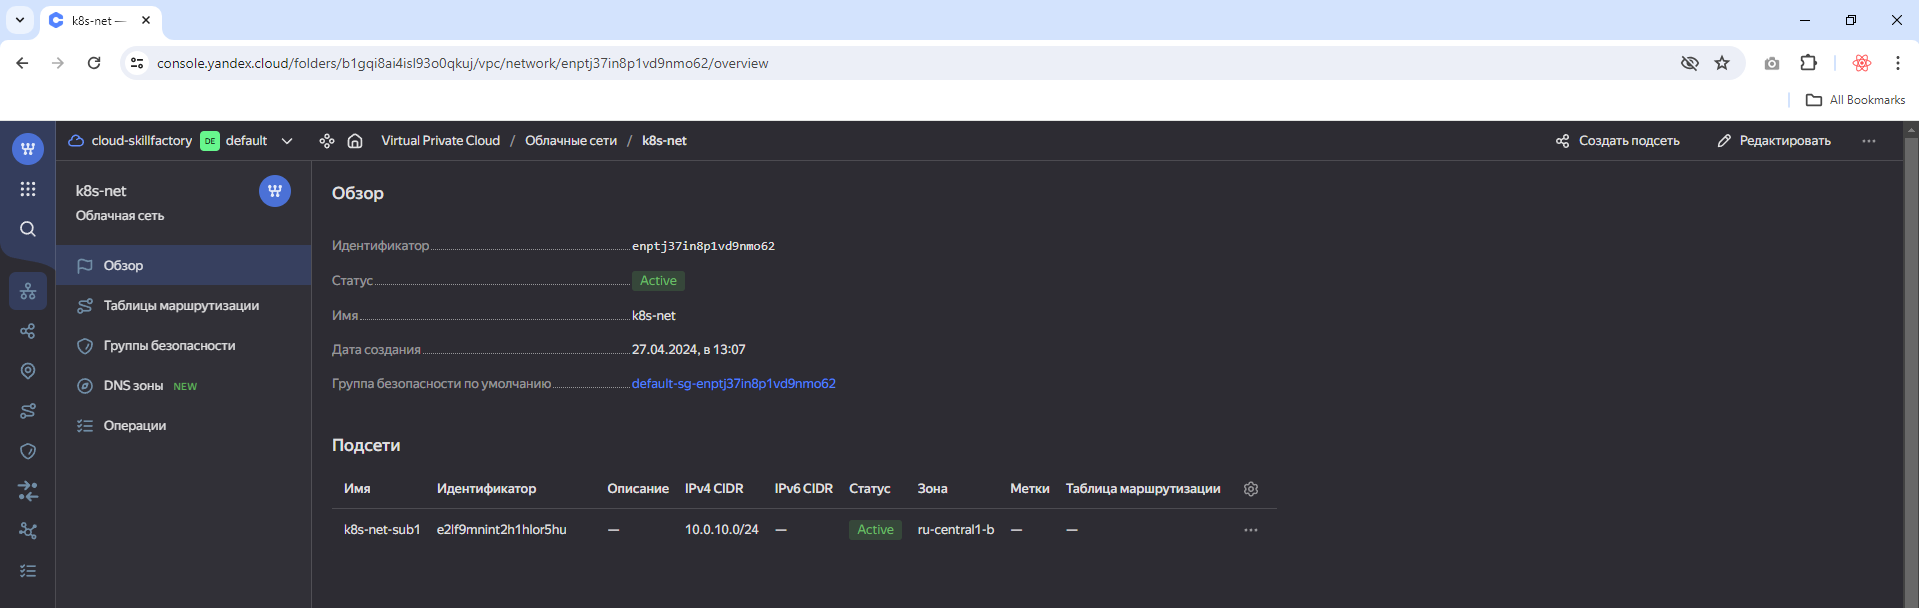 k8s-net —
console.yandex.cloud/folders/b1gqi8ai4isl93o0qkuj/vpc/network/enptj37in8p1vd9nmo62/overview
All Bookmarks
cloud-skillfactory DE default Virtual Private Cloud / Облачные сети / k8s-net Создать подсеть Редактировать
k8s-net
Облачная сеть
Обзор
Таблицы маршрутизации
Группы безопасности
DNS зоны NEW
Операции
Обзор
Идентификатор enptj37in8p1vd9nmo62
Статус Active
Имя k8s-net
Дата создания 27.04.2024, в 13:07
Группа безопасности по умолчанию default-sg-enptj37in8p1vd9nmo62
Подсети
Имя Идентификатор Описание IPv4 CIDR IPv6 CIDR Статус Зона Метки Таблица маршрутизации
k8s-net-sub1 e2lf9mnint2h1hlor5hu — 10.0.10.0/24 — Active ru-central1-b — —